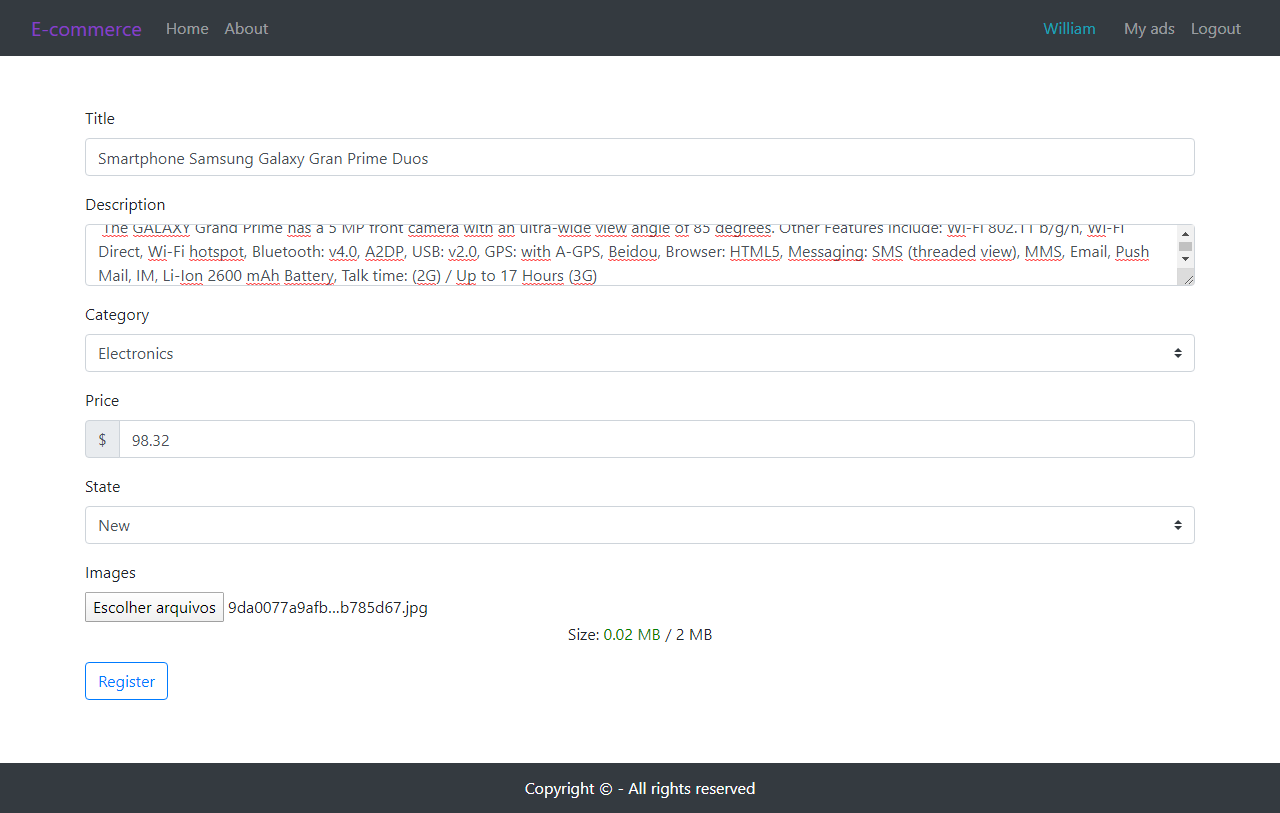 E-commerce Home About William My ads Logout
Title
Smartphone Samsung Galaxy Gran Prime Duos
Description
The GALAXY Grand Prime has a 5 MP front camera with an ultra-wide view angle of 85 degrees. Other Features Include: Wi-Fi 802.11 b/g/n, Wi-Fi
Direct, Wi-Fi hotspot, Bluetooth: v4.0, A2DP, USB: v2.0, GPS: with A-GPS, Beidou, Browser: HTML5, Messaging: SMS (threaded view), MMS, Email, Push
Mail, IM, Li-Ion 2600 mAh Battery, Talk time: (2G) / Up to 17 Hours (3G)
Category
Electronics
Price
$ 98.32
State
New
Images
Escolher arquivos 9da0077a9afb...b785d67.jpg
Size: 0.02 MB / 2 MB
Register
Copyright © - All rights reserved